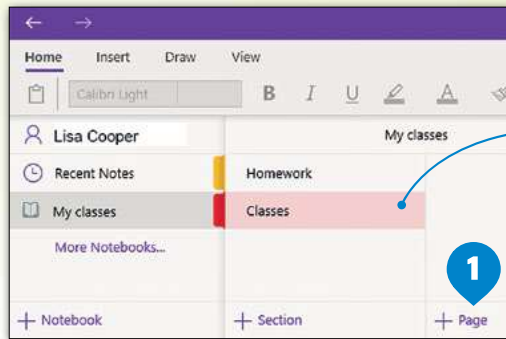 Home Insert Draw View
Calibri Light B I U A
Lisa Cooper
My classes
Recent Notes
Homework
My classes
Classes
More Notebooks...
1
+ Notebook
+ Section
+ Page